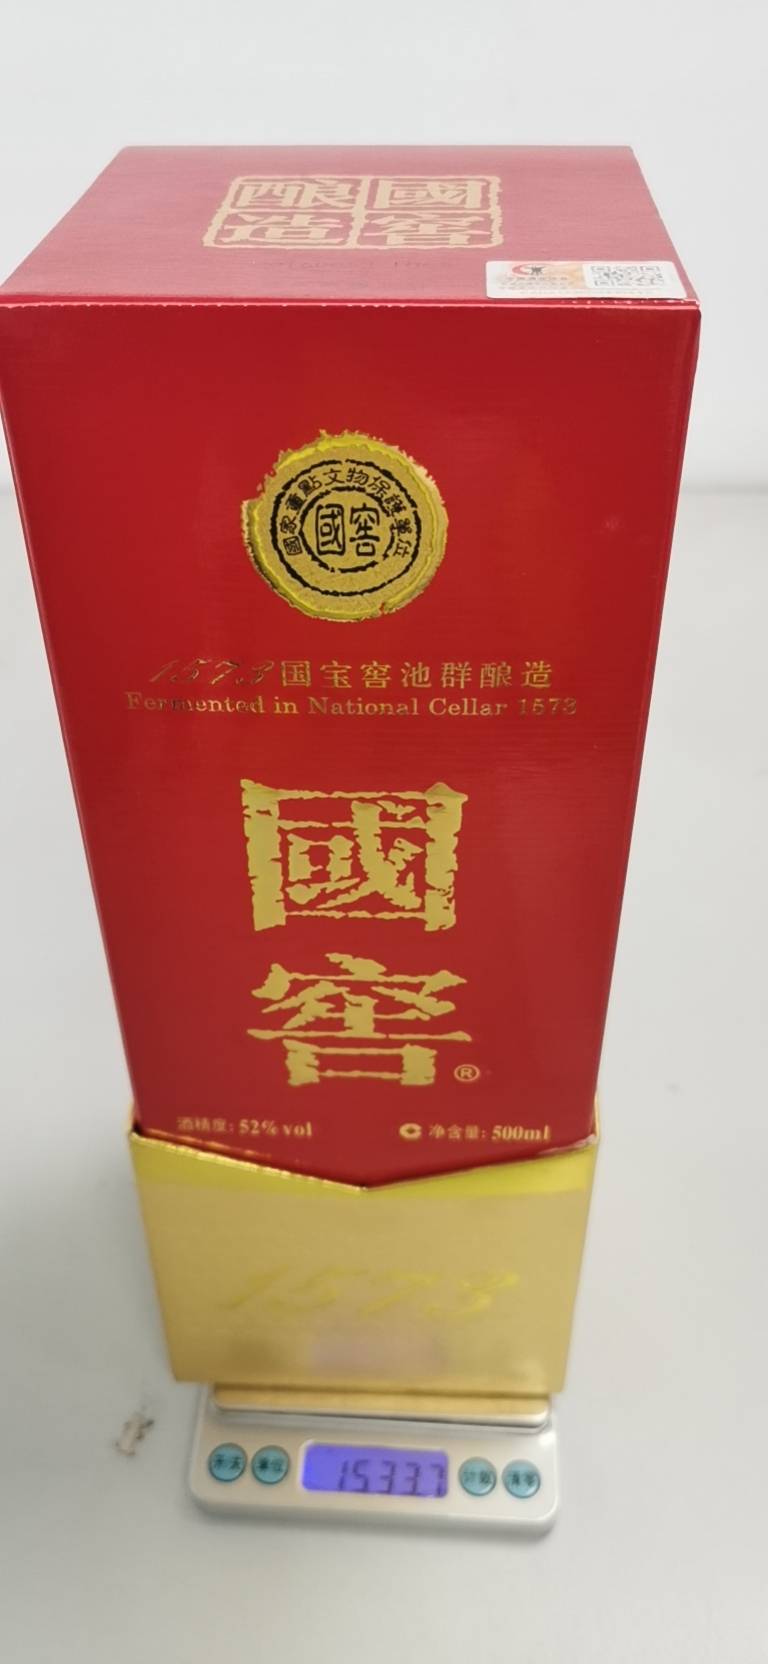 國窖
釀造
國家重點文物保護單位
國窖
1573国宝窖池群酿造
Fermented in National Cellar 1573
國
窖®
酒精度: 52%vol
净含量: 500ml
1573
1533.7
清零